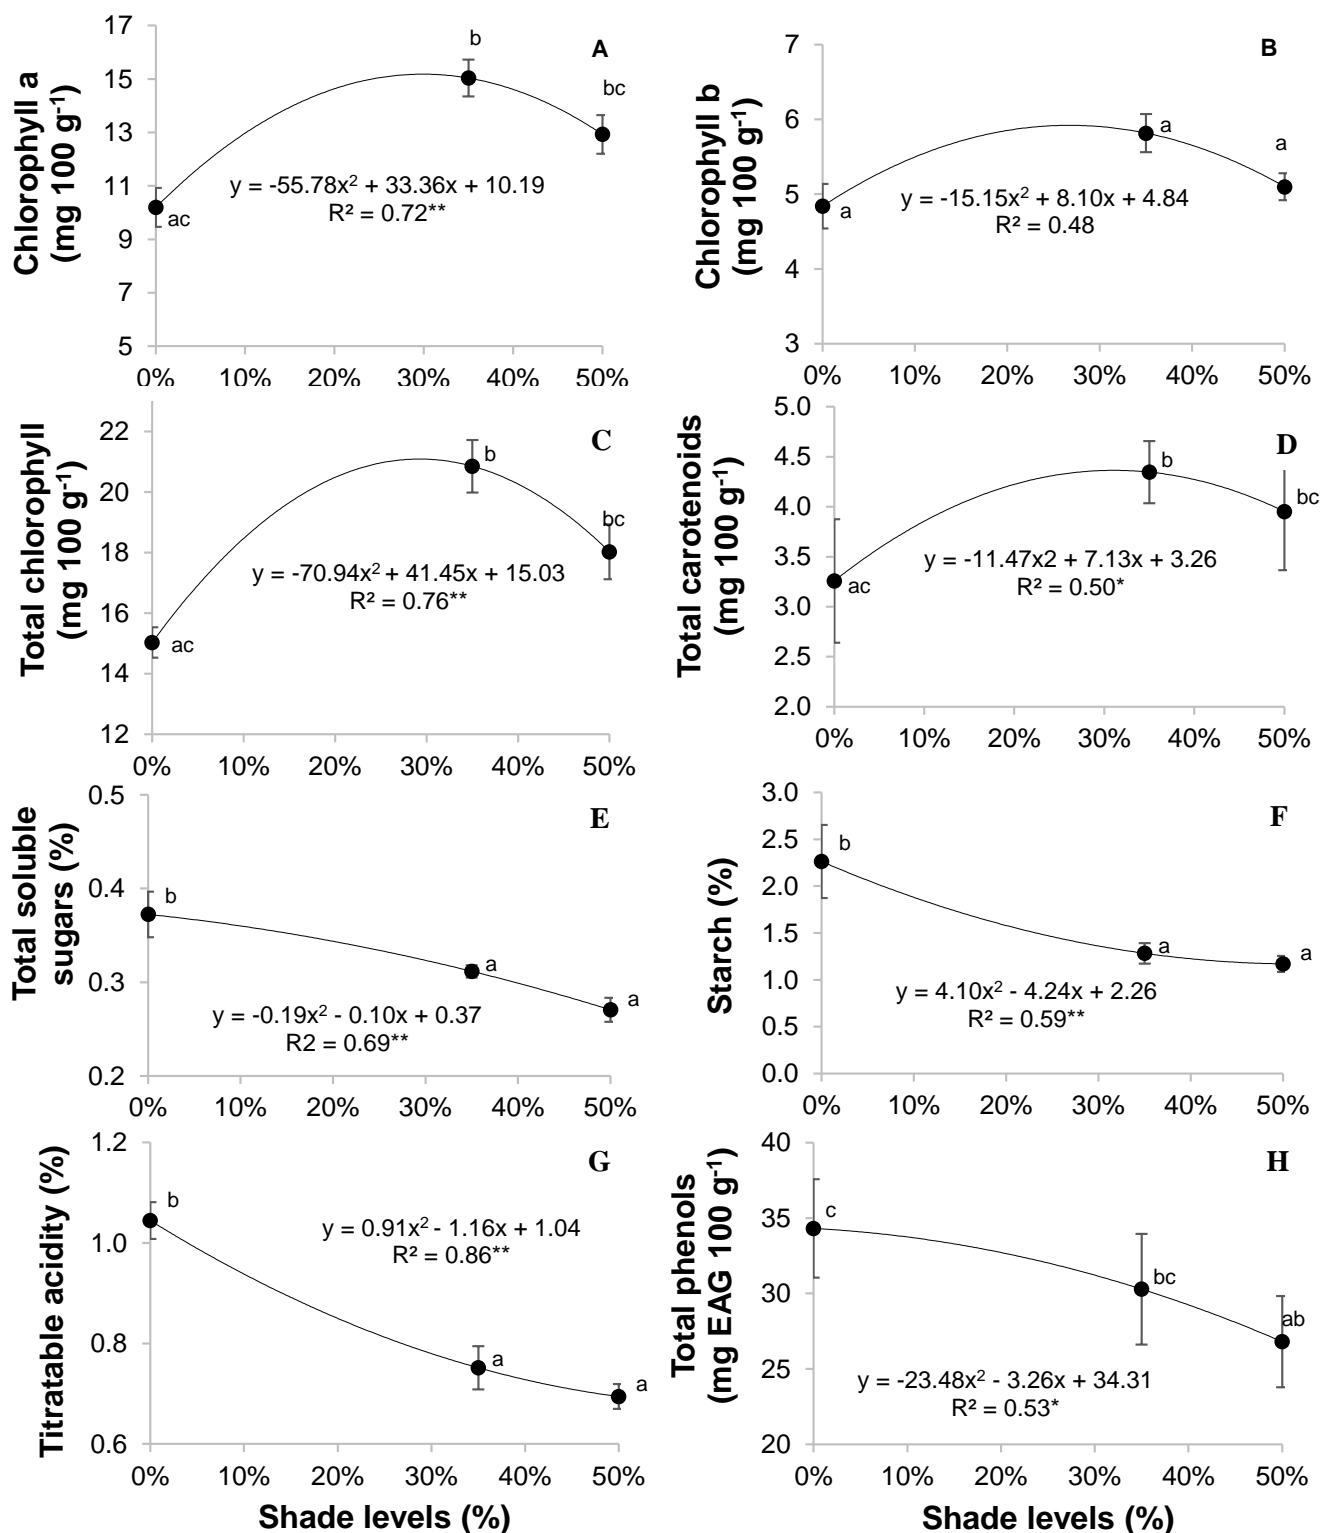 Chlorophyll a
(mg 100 g-1)
17
15
13
11
9
7
5
A
b
bc
ac
y = -55.78x2 + 33.36x + 10.19
R² = 0.72**
0% 10% 20% 30% 40% 50%
Chlorophyll b
(mg 100 g-1)
7
6
5
4
3
B
a
a
a
y = -15.15x2 + 8.10x + 4.84
R² = 0.48
0% 10% 20% 30% 40% 50%
Total chlorophyll
(mg 100 g-1)
22
20
18
16
14
12
C
b
bc
ac
y = -70.94x2 + 41.45x + 15.03
R² = 0.76**
0% 10% 20% 30% 40% 50%
Total carotenoids
(mg 100 g-1)
5.0
4.5
4.0
3.5
3.0
2.5
2.0
D
b
bc
ac
y = -11.47x2 + 7.13x + 3.26
R² = 0.50*
0% 10% 20% 30% 40% 50%
Total soluble
sugars (%)
0.5
0.4
0.3
0.2
E
b
a
a
y = -0.19x2 - 0.10x + 0.37
R2 = 0.69**
0% 10% 20% 30% 40% 50%
Starch (%)
3.0
2.5
2.0
1.5
1.0
0.5
0.0
F
b
a
a
y = 4.10x2 - 4.24x + 2.26
R² = 0.59**
0% 10% 20% 30% 40% 50%
Titratable acidity (%)
1.2
1.0
0.8
0.6
G
b
y = 0.91x2 - 1.16x + 1.04
R² = 0.86**
a
a
0% 10% 20% 30% 40% 50%
Shade levels (%)
Total phenols
(mg EAG 100 g-1)
40
35
30
25
20
H
c
bc
ab
y = -23.48x2 - 3.26x + 34.31
R² = 0.53*
0% 10% 20% 30% 40% 50%
Shade levels (%)